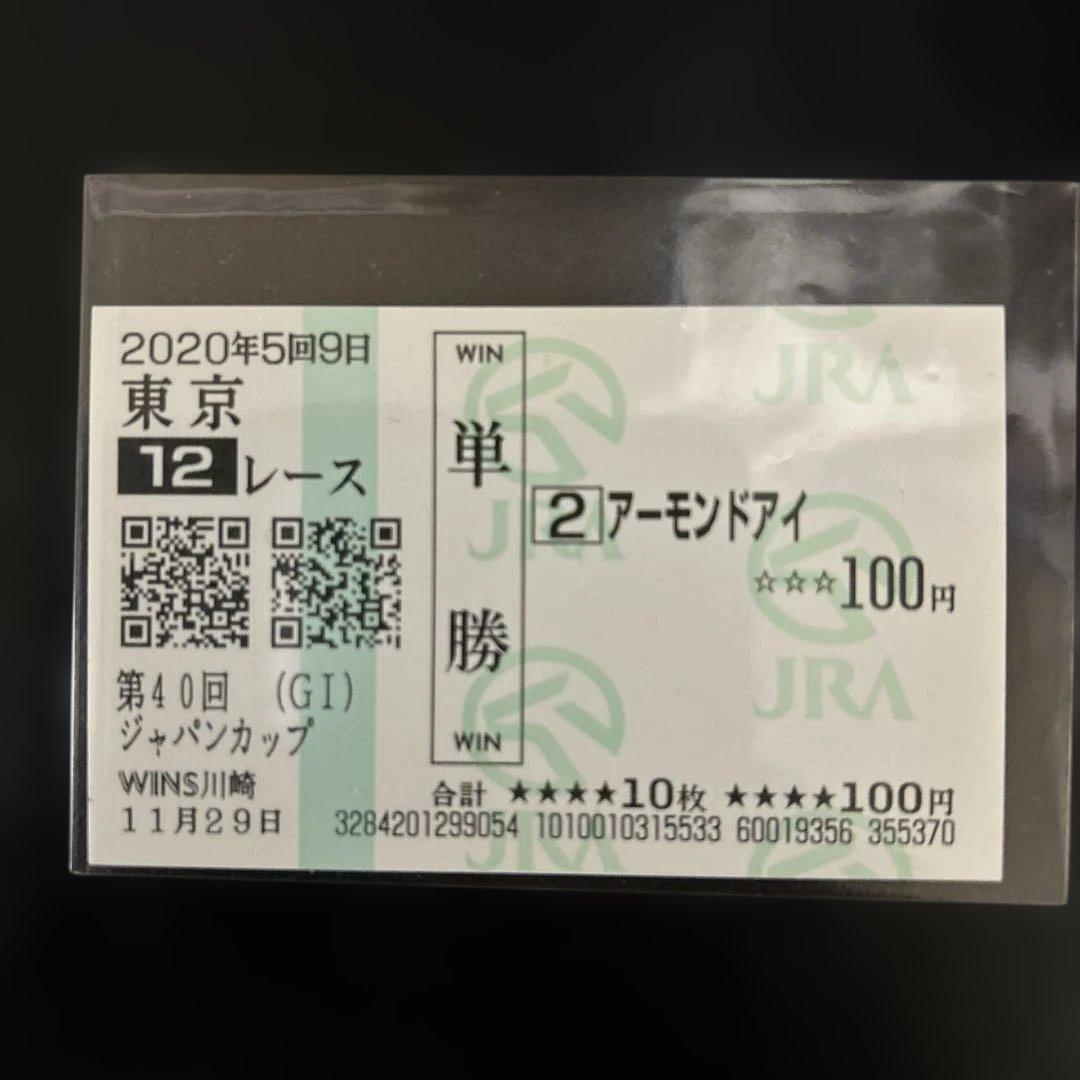 2020年5回9日
東京
12レース
第40回 (GI)
ジャパンカップ
WINS川崎
11月29日
WIN
単勝
WIN
2 アーモンドアイ
☆☆☆100円
合計 ★★★★10枚 ★★★★100円
3284201299054 1010010315533 60019356 355370
JRA
JRA
JRA
JRA